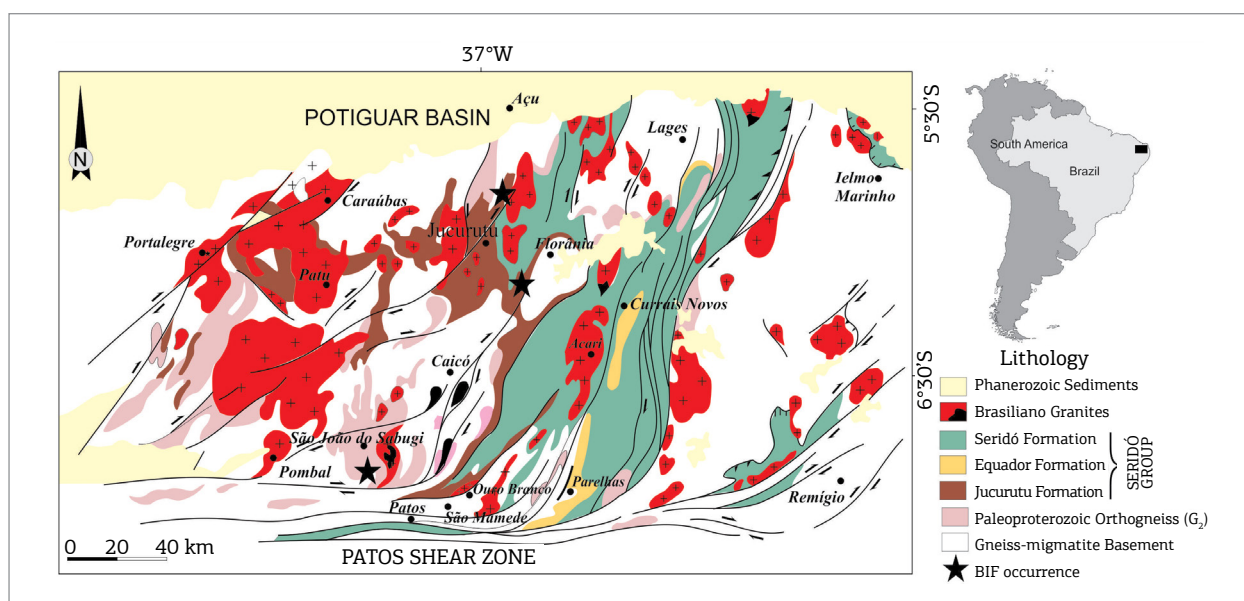 37°W
5°30'S
6°30'S
N
POTIGUAR BASIN
Açu
Lages
Ielmo
Marinho
Caraúbas
Portalegre
Jucurutu
Florânia
Patu
Currais Novos
Acari
Caicó
São João do Sabugi
Pombal
Ouro Branco
Parelhas
Remígio
Patos
São Mamede
0 20 40 km
PATOS SHEAR ZONE
South America
Brazil
Lithology
Phanerozoic Sediments
Brasiliano Granites
Seridó Formation
Equador Formation
Jucurutu Formation
SERIDÓ
GROUP
Paleoproterozoic Orthogneiss (G₂)
Gneiss-migmatite Basement
BIF occurrence